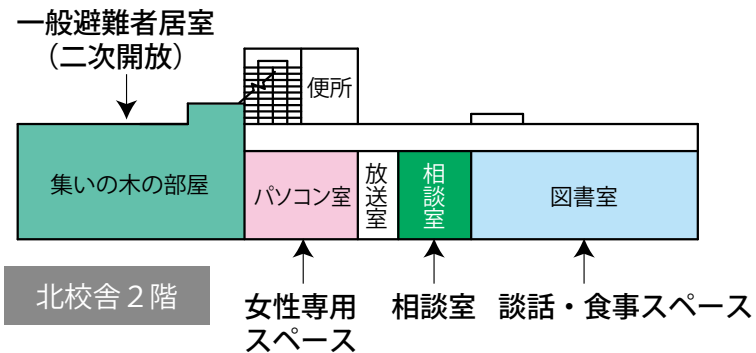 一般避難者居室
（二次開放）
便所
集いの木の部屋
パソコン室
放送室
相談室
図書室
北校舎２階
女性専用
スペース
相談室
談話・食事スペース